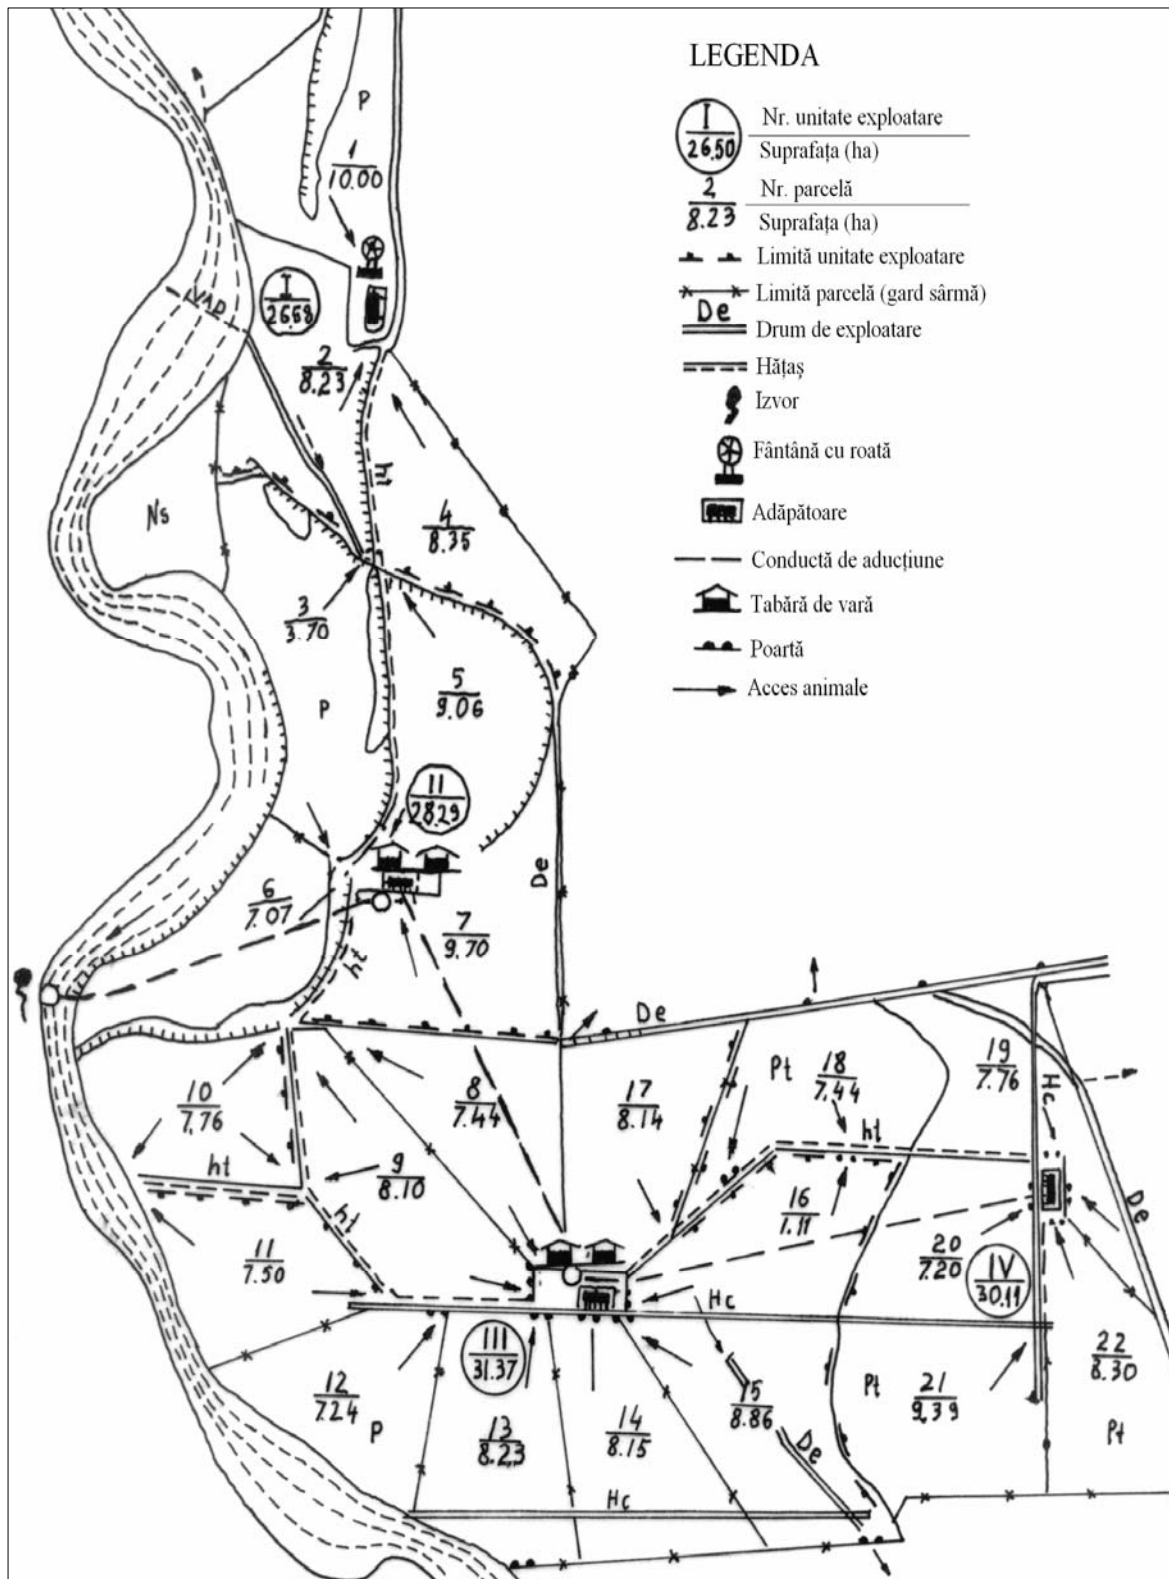 LEGENDA
I
26.50
Nr. unitate exploatare
Suprafața (ha)
2
8.23
Nr. parcelă
Suprafața (ha)
Limită unitate exploatare
Limită parcelă (gard sârmă)
De
Drum de exploatare
Hățaș
Izvor
Fântână cu roată
Adăpătoare
Conductă de aducțiune
Tabără de vară
Poartă
Acces animale
P
1
10.00
VAD
I
26.68
2
8.23
ht
Ns
4
8.35
3
3.70
P
5
9.06
II
28.29
De
6
7.07
7
9.70
ht
De
10
7.76
8
7.44
17
8.14
Pt
18
7.44
19
7.76
Hc
ht
9
8.10
ht
ht
16
1.11
11
7.50
20
7.20
IV
30.11
De
Hc
III
31.37
12
7.24
P
13
8.23
14
8.15
15
8.86
De
Pt
21
9.39
22
8.30
Pt
Hc